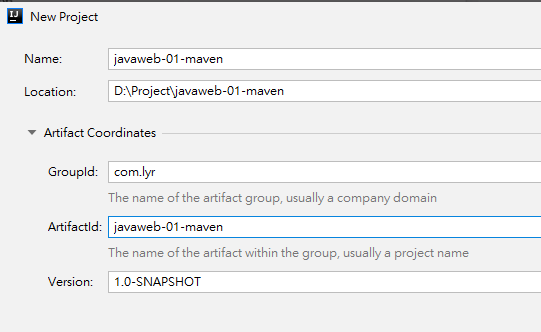 IJ New Project
Name: javaweb-01-maven
Location: D:\Project\javaweb-01-maven
Artifact Coordinates
GroupId: com.lyr
The name of the artifact group, usually a company domain
ArtifactId: javaweb-01-maven
The name of the artifact within the group, usually a project name
Version: 1.0-SNAPSHOT